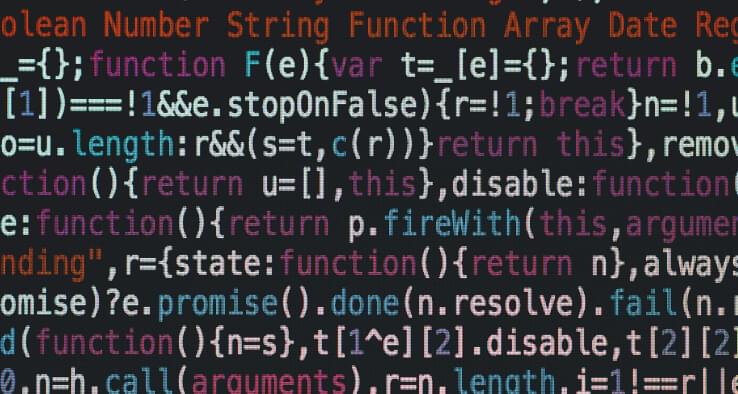 olean Number String Function Array Date Reg
_={};function F(e){var t=_[e]={};return b.e
[1])===!1&&e.stopOnFalse){r=!1;break}n=!1,u
o=u.length:r&&(s=t,c(r))}return this},remov
ction(){return u=[],this},disable:function(
e:function(){return p.fireWith(this,argumen
nding",r={state:function(){return n},always
omise)?e.promise().done(n.resolve).fail(n.r
d(function(){n=s},t[1^e][2].disable,t[2][2]
0,n=h.call(arguments),r=n.length,i=1!==r||e